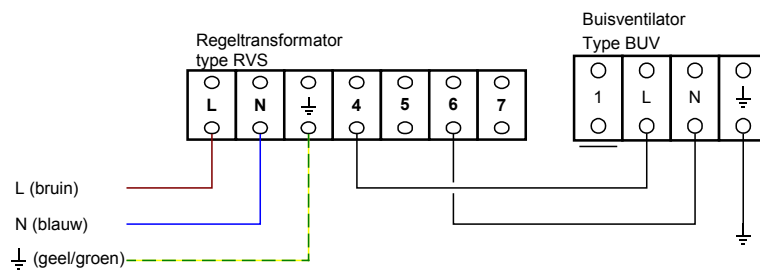 Regeltransformator
type RVS
Buisventilator
Type BUV
L N 4 5 6 7
1 L N
L (bruin)
N (blauw)
(geel/groen)